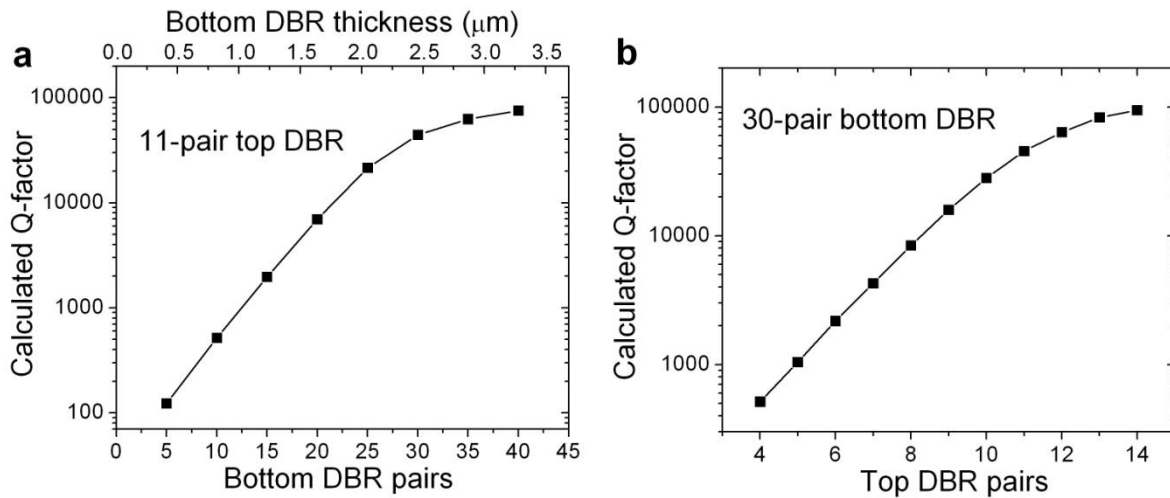 a
Bottom DBR thickness (μm)
0.0 0.5 1.0 1.5 2.0 2.5 3.0 3.5
100000
10000
1000
100
Calculated Q-factor
11-pair top DBR
0 5 10 15 20 25 30 35 40 45
Bottom DBR pairs
b
100000
10000
1000
Calculated Q-factor
30-pair bottom DBR
4 6 8 10 12 14
Top DBR pairs